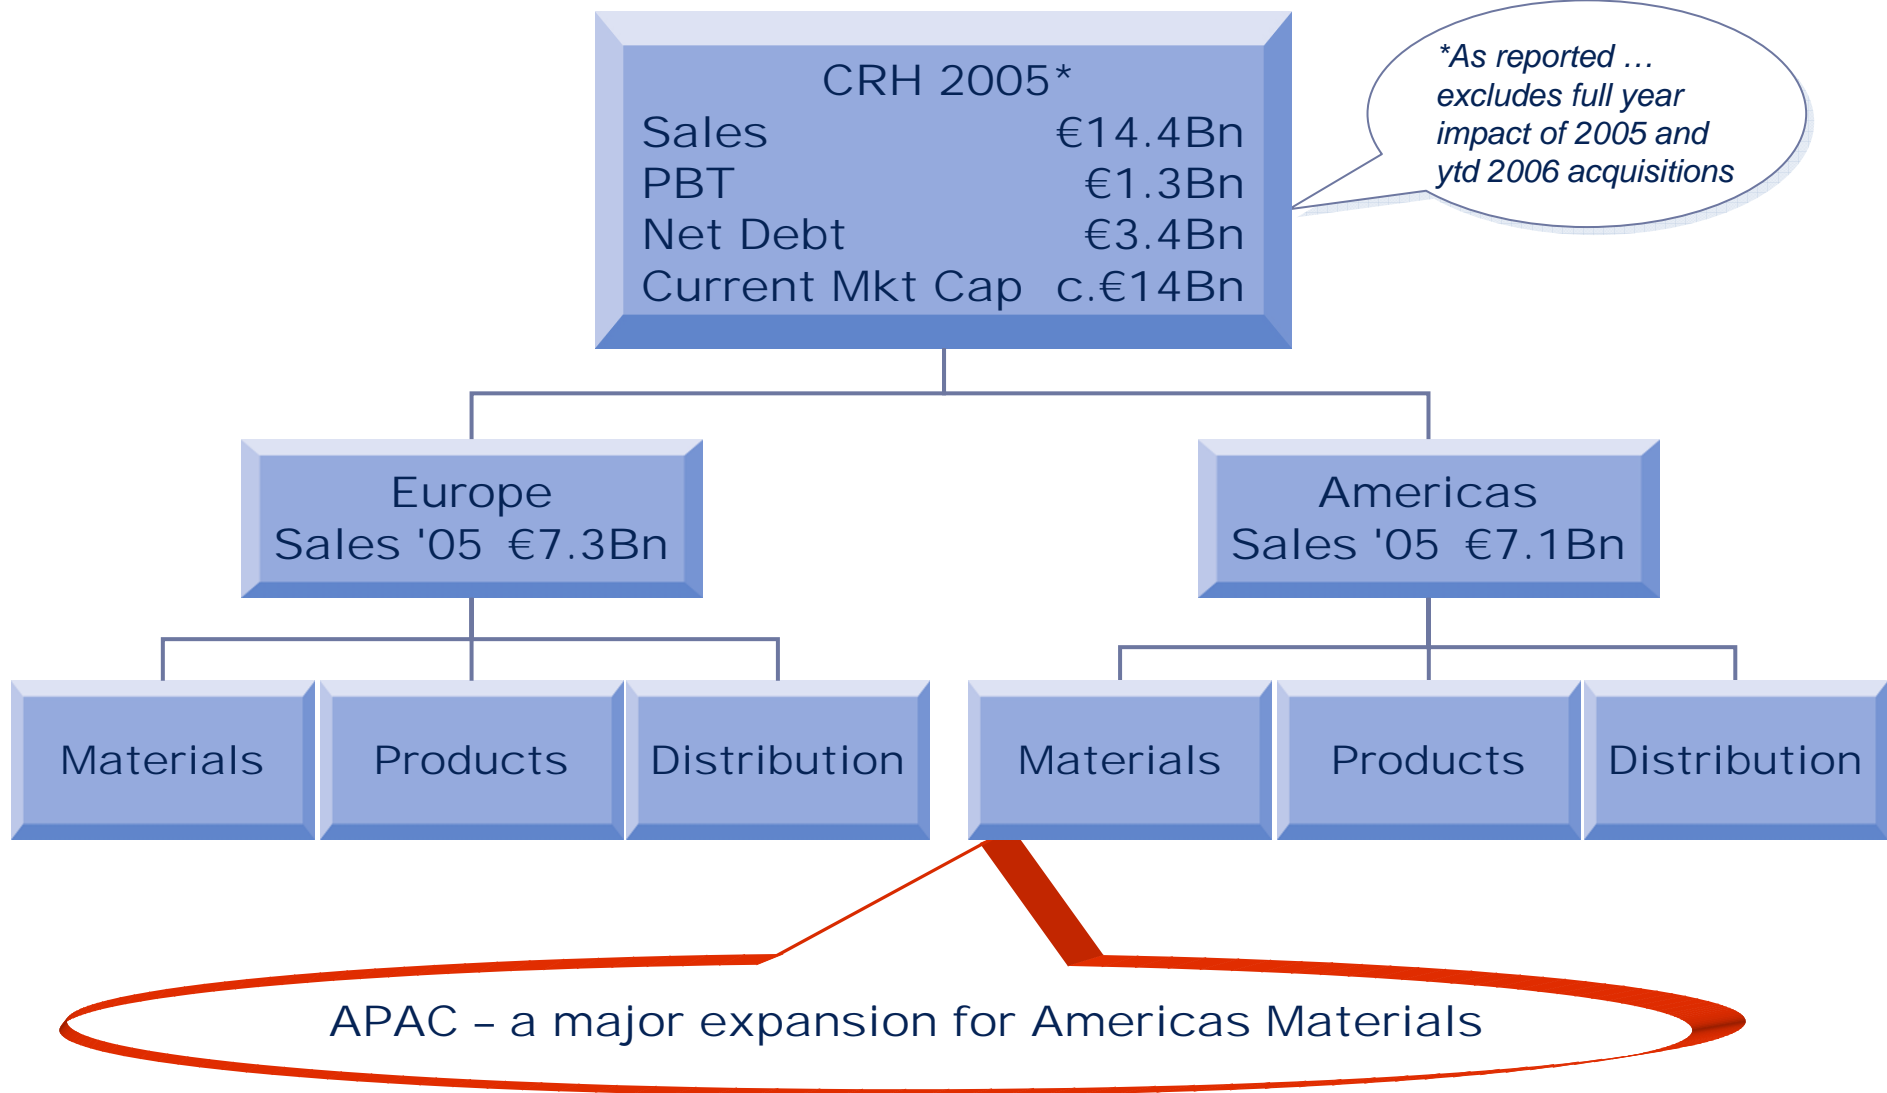 CRH 2005*
Sales €14.4Bn
PBT €1.3Bn
Net Debt €3.4Bn
Current Mkt Cap c.€14Bn
*As reported …
excludes full year
impact of 2005 and
ytd 2006 acquisitions
Europe
Sales '05 €7.3Bn
Americas
Sales '05 €7.1Bn
Materials
Products
Distribution
Materials
Products
Distribution
APAC – a major expansion for Americas Materials